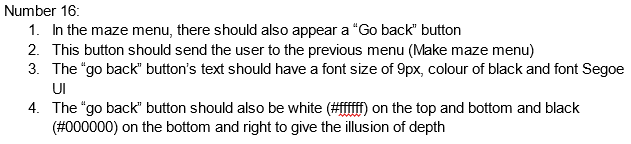 Number 16:
1. In the maze menu, there should also appear a “Go back” button
2. This button should send the user to the previous menu (Make maze menu)
3. The “go back” button’s text should have a font size of 9px, colour of black and font Segoe
UI
4. The “go back” button should also be white (#ffffff) on the top and bottom and black
(#000000) on the bottom and right to give the illusion of depth